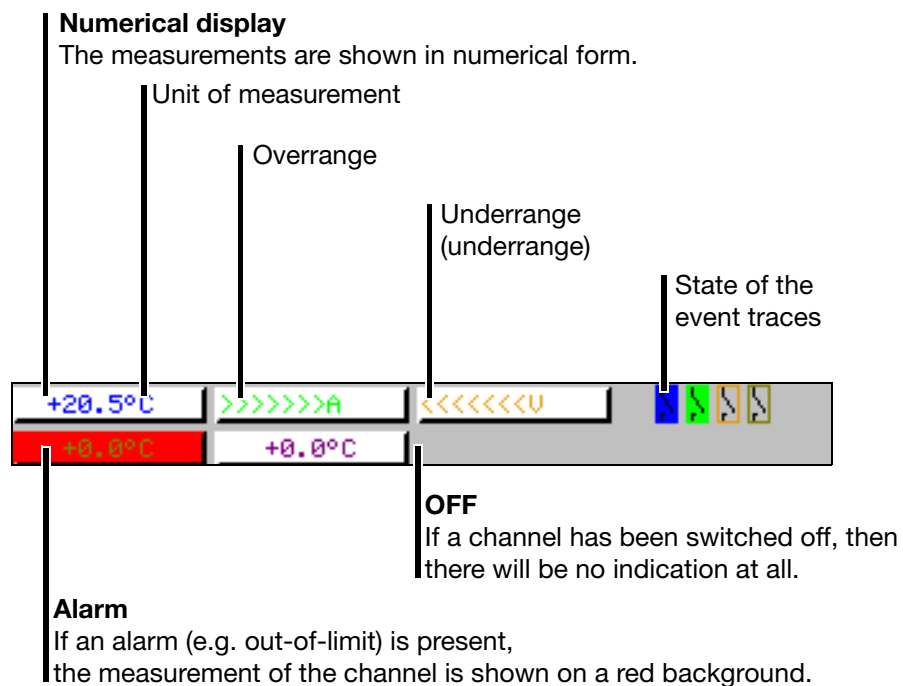 Numerical display
The measurements are shown in numerical form.
Unit of measurement
Overrange
Underrange
(underrange)
State of the
event traces
+20.5°C >>>>>>>A <<<<<<<V
+0.0°C +0.0°C
OFF
If a channel has been switched off, then
there will be no indication at all.
Alarm
If an alarm (e.g. out-of-limit) is present,
the measurement of the channel is shown on a red background.